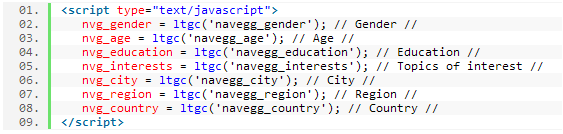 01. <script type="text/javascript">
02. nvg_gender = ltgc('navegg_gender'); // Gender //
03. nvg_age = ltgc('navegg_age'); // Age //
04. nvg_education = ltgc('navegg_education'); // Education //
05. nvg_interests = ltgc('navegg_interests'); // Topics of interest //
06. nvg_city = ltgc('navegg_city'); // City //
07. nvg_region = ltgc('navegg_region'); // Region //
08. nvg_country = ltgc('navegg_country'); // Country //
09. </script>